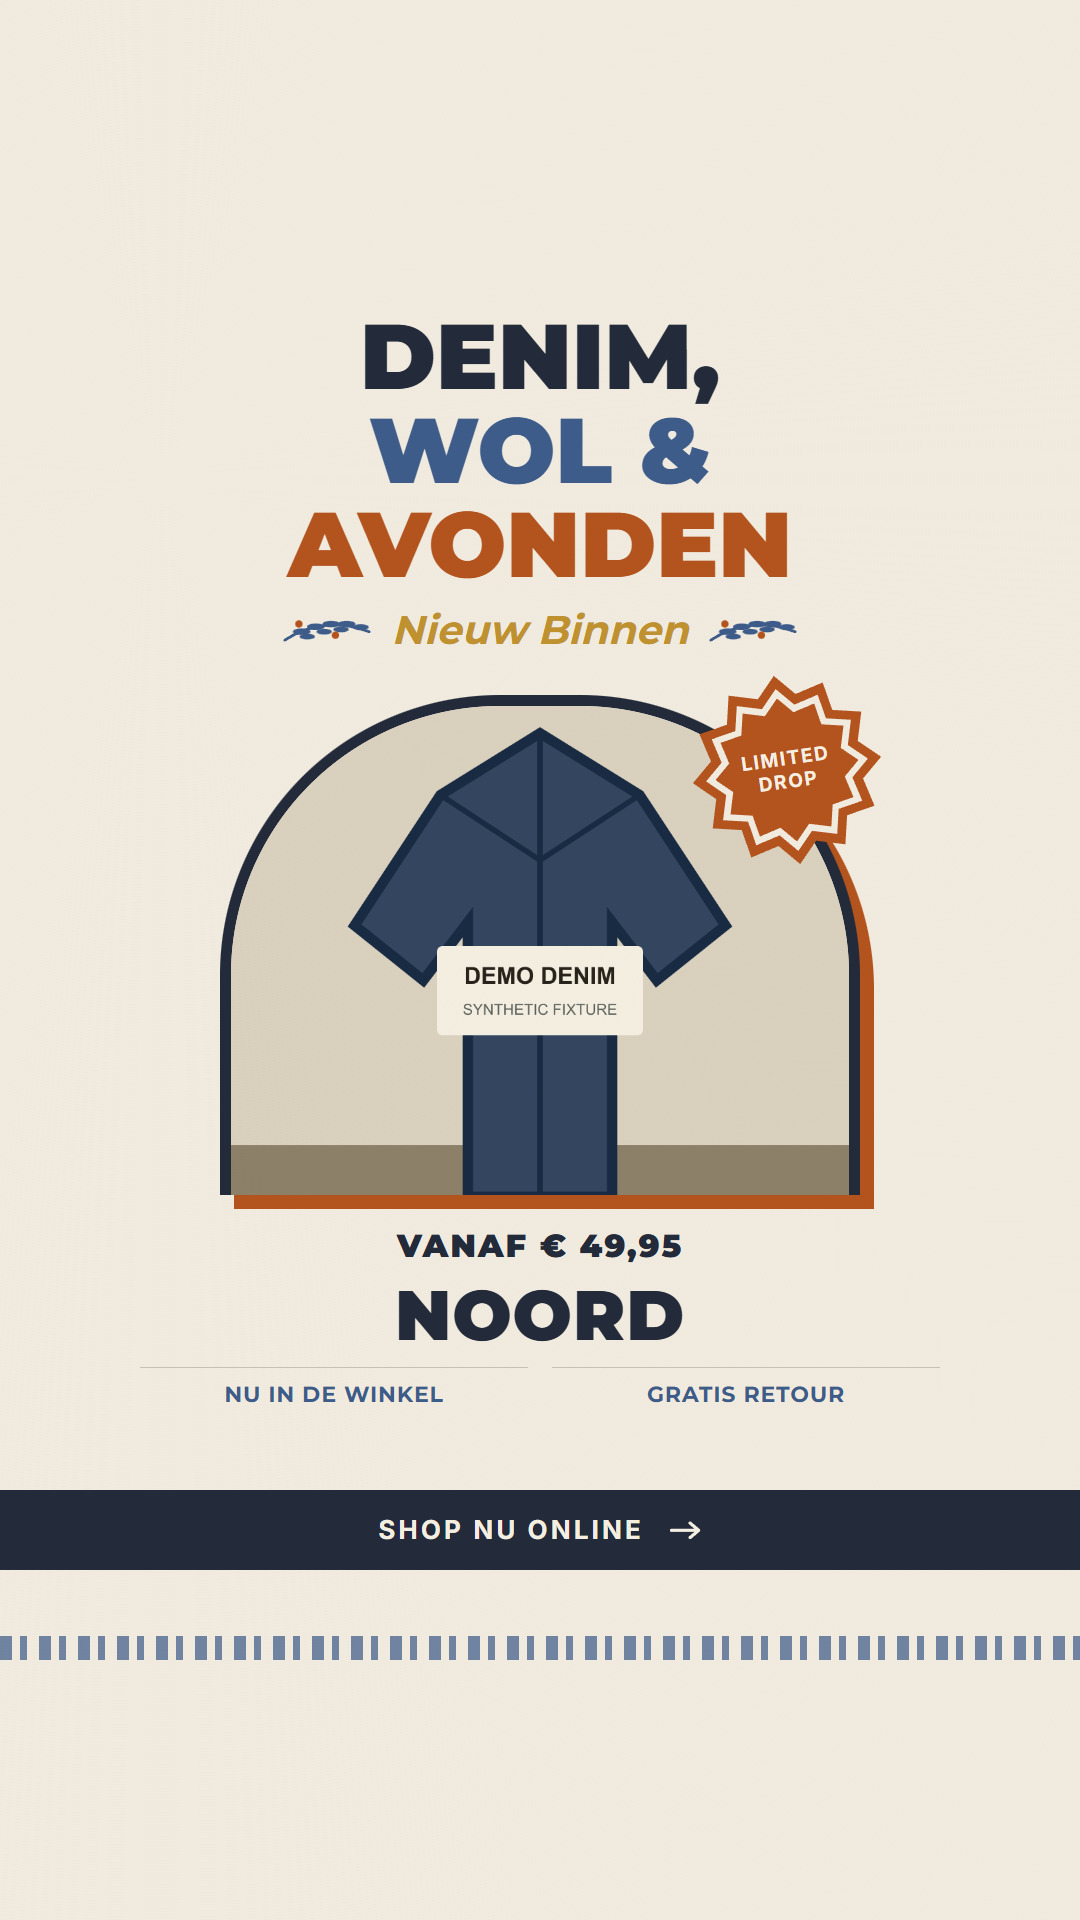 DENIM,
WOL &
AVONDEN
Nieuw Binnen
LIMITED
DROP
DEMO DENIM
SYNTHETIC FIXTURE
VANAF € 49,95
NOORD
NU IN DE WINKEL
GRATIS RETOUR
SHOP NU ONLINE →